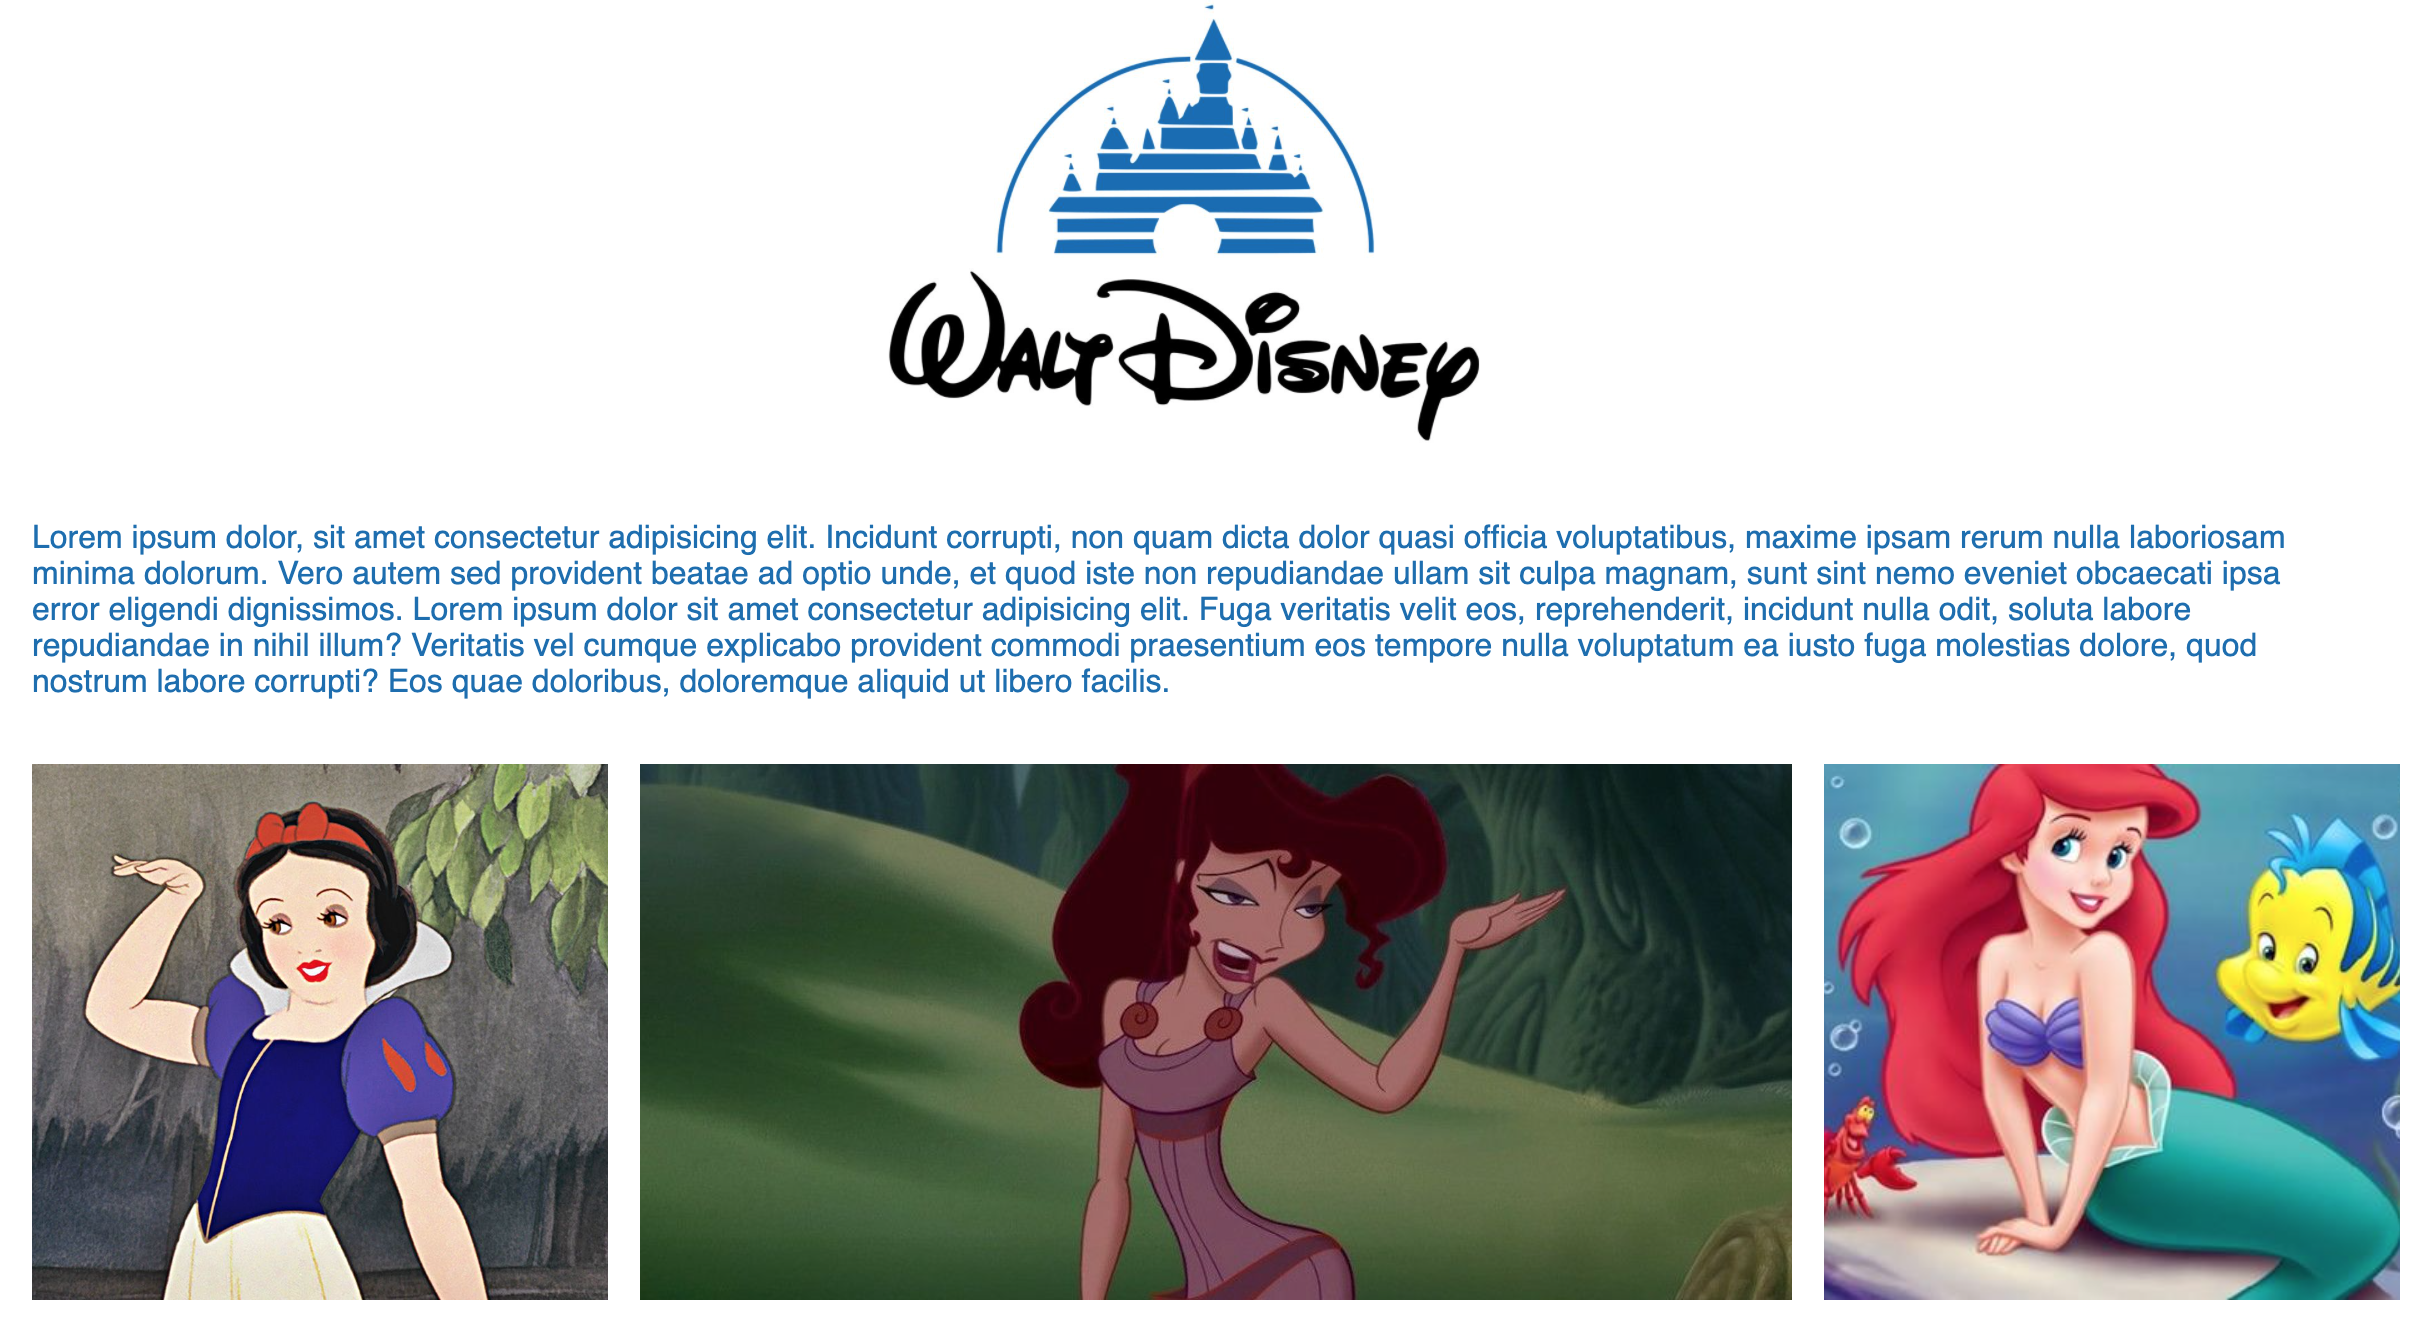 WALT DISNEY
Lorem ipsum dolor, sit amet consectetur adipisicing elit. Incidunt corrupti, non quam dicta dolor quasi officia voluptatibus, maxime ipsam rerum nulla laboriosam
minima dolorum. Vero autem sed provident beatae ad optio unde, et quod iste non repudiandae ullam sit culpa magnam, sunt sint nemo eveniet obcaecati ipsa
error eligendi dignissimos. Lorem ipsum dolor sit amet consectetur adipisicing elit. Fuga veritatis velit eos, reprehenderit, incidunt nulla odit, soluta labore
repudiandae in nihil illum? Veritatis vel cumque explicabo provident commodi praesentium eos tempore nulla voluptatum ea iusto fuga molestias dolore, quod
nostrum labore corrupti? Eos quae doloribus, doloremque aliquid ut libero facilis.